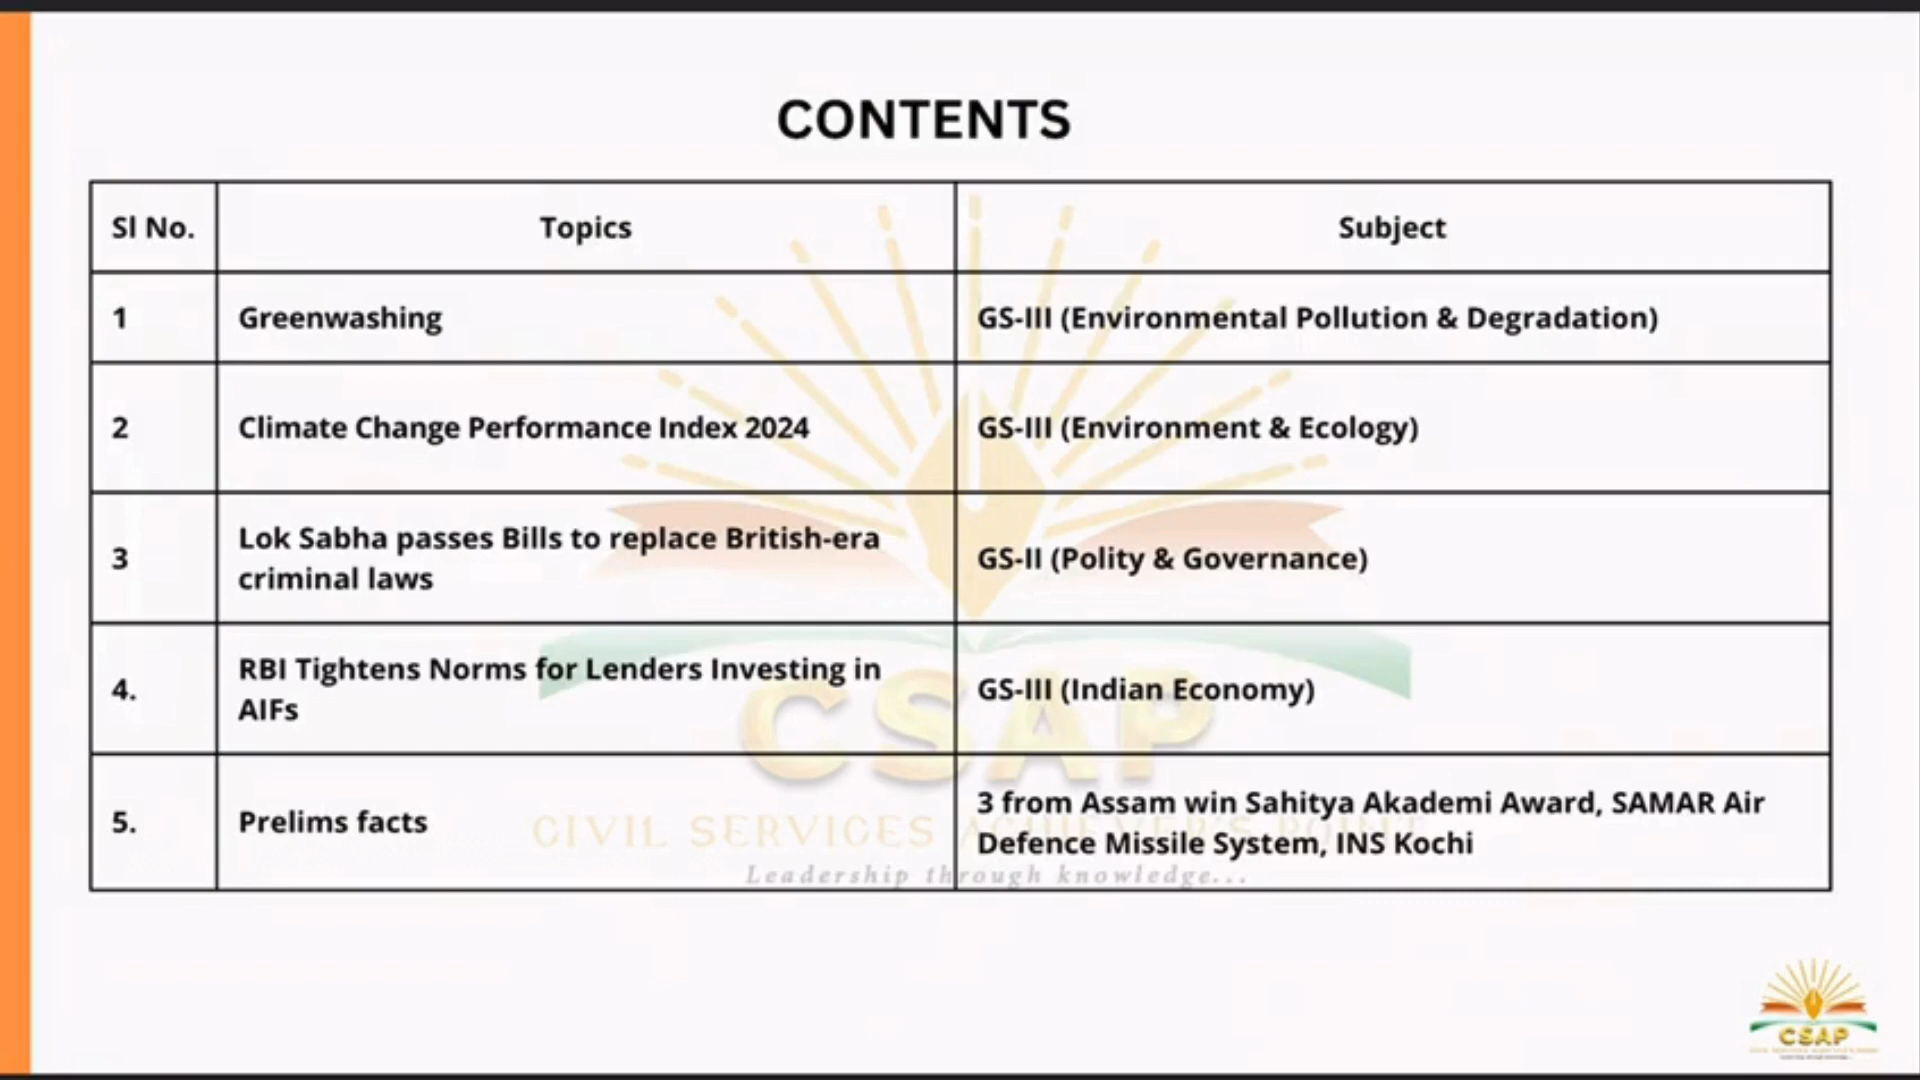 CONTENTS
Sl No. Topics Subject
1 Greenwashing GS-III (Environmental Pollution & Degradation)
2 Climate Change Performance Index 2024 GS-III (Environment & Ecology)
3 Lok Sabha passes Bills to replace British-era
criminal laws GS-II (Polity & Governance)
4. RBI Tightens Norms for Lenders Investing in
AIFs GS-III (Indian Economy)
5. Prelims facts 3 from Assam win Sahitya Akademi Award, SAMAR Air
Defence Missile System, INS Kochi
CSAP
CIVIL SERVICES ACHIEVER'S POINT
Leadership through knowledge...
CSAP